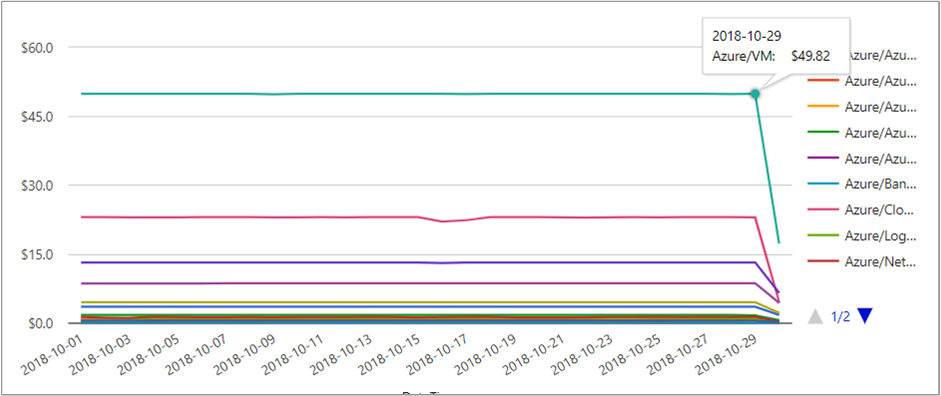 2018-10-29
Azure/VM: $49.82
$60.0
$45.0
$30.0
$15.0
$0.0
2018-10-01
2018-10-03
2018-10-05
2018-10-07
2018-10-09
2018-10-11
2018-10-13
2018-10-15
2018-10-17
2018-10-19
2018-10-21
2018-10-23
2018-10-25
2018-10-27
2018-10-29
Azure/Azu...
Azure/Azu...
Azure/Azu...
Azure/Azu...
Azure/Azu...
Azure/Ban...
Azure/Clo...
Azure/Log...
Azure/Net...
1/2